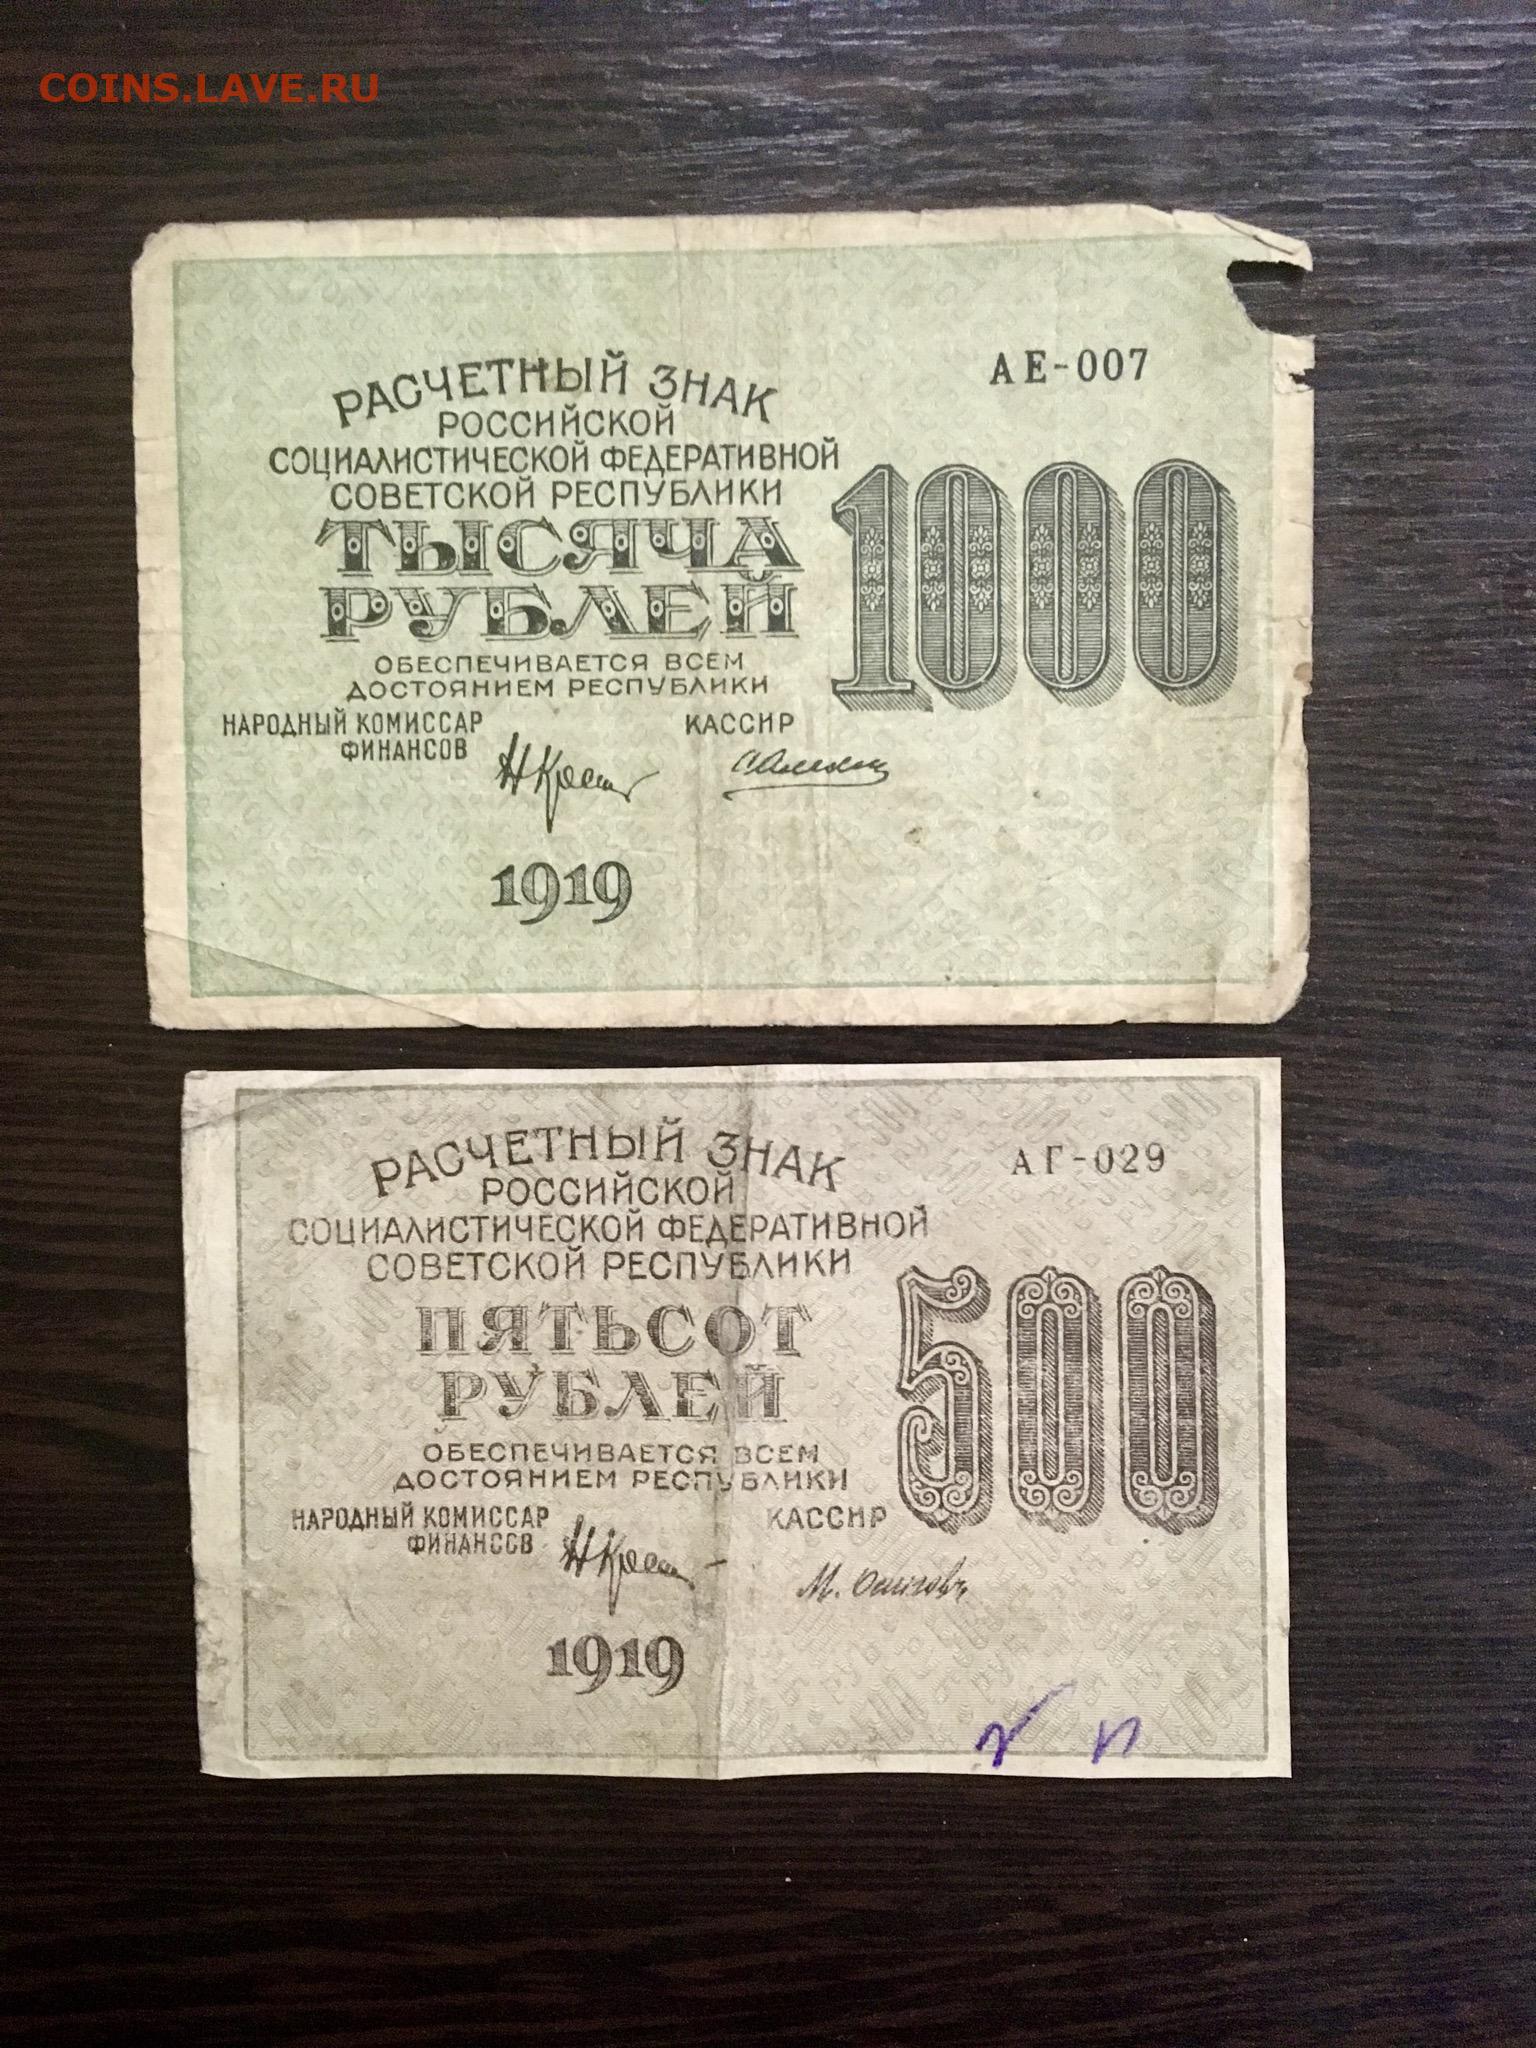 COINS.LAVE.RU
АЕ-007
РАСЧЕТНЫЙ ЗНАК
РОССИЙСКОЙ
СОЦИАЛИСТИЧЕСКОЙ ФЕДЕРАТИВНОЙ
СОВЕТСКОЙ РЕСПУБЛИКИ
ТЫСЯЧА
РУБЛЕЙ
1000
ОБЕСПЕЧИВАЕТСЯ ВСЕМ
ДОСТОЯНИЕМ РЕСПУБЛИКИ
НАРОДНЫЙ КОМИССАР
ФИНАНСОВ
КАССИР
1919
АГ-029
РАСЧЕТНЫЙ ЗНАК
РОССИЙСКОЙ
СОЦИАЛИСТИЧЕСКОЙ ФЕДЕРАТИВНОЙ
СОВЕТСКОЙ РЕСПУБЛИКИ
ПЯТЬСОТ
РУБЛЕЙ
500
ОБЕСПЕЧИВАЕТСЯ ВСЕМ
ДОСТОЯНИЕМ РЕСПУБЛИКИ
НАРОДНЫЙ КОМИССАР
ФИНАНСОВ
КАССИР
М.
1919